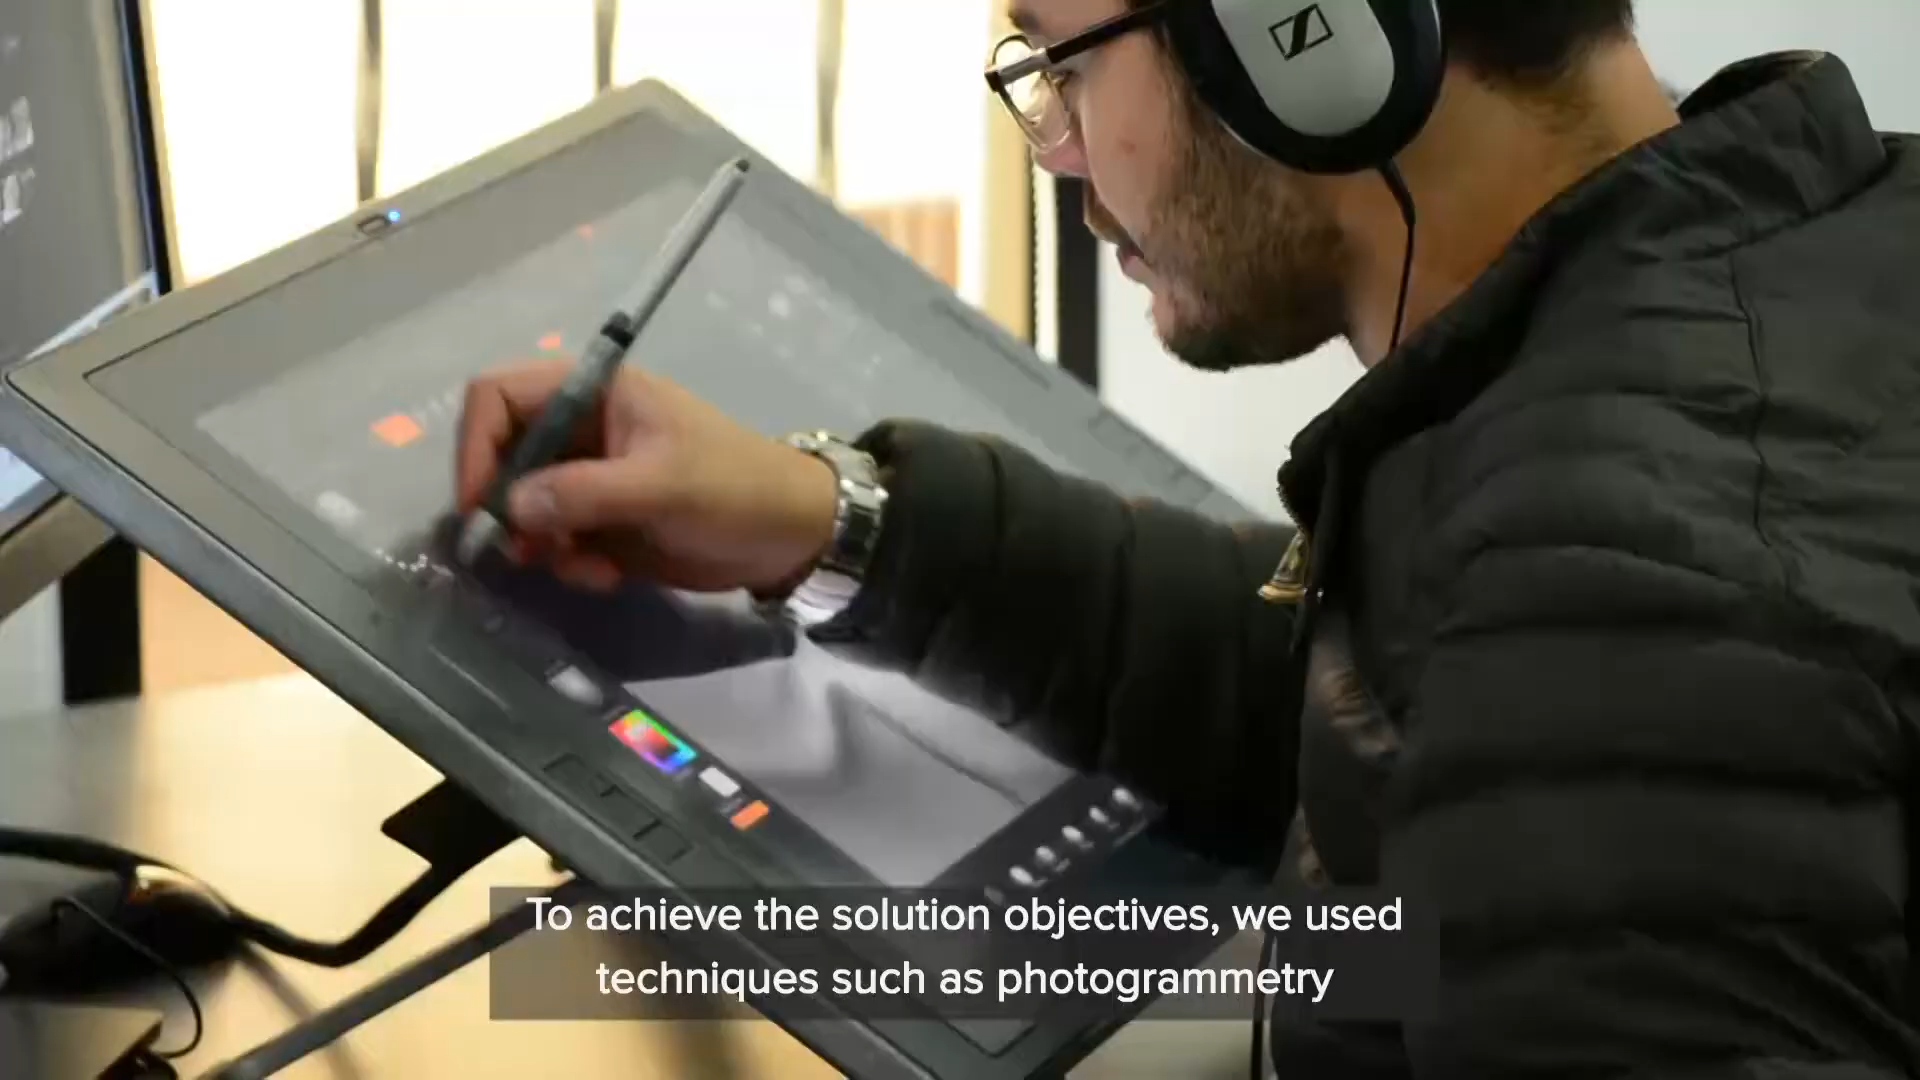 To achieve the solution objectives, we used
techniques such as photogrammetry